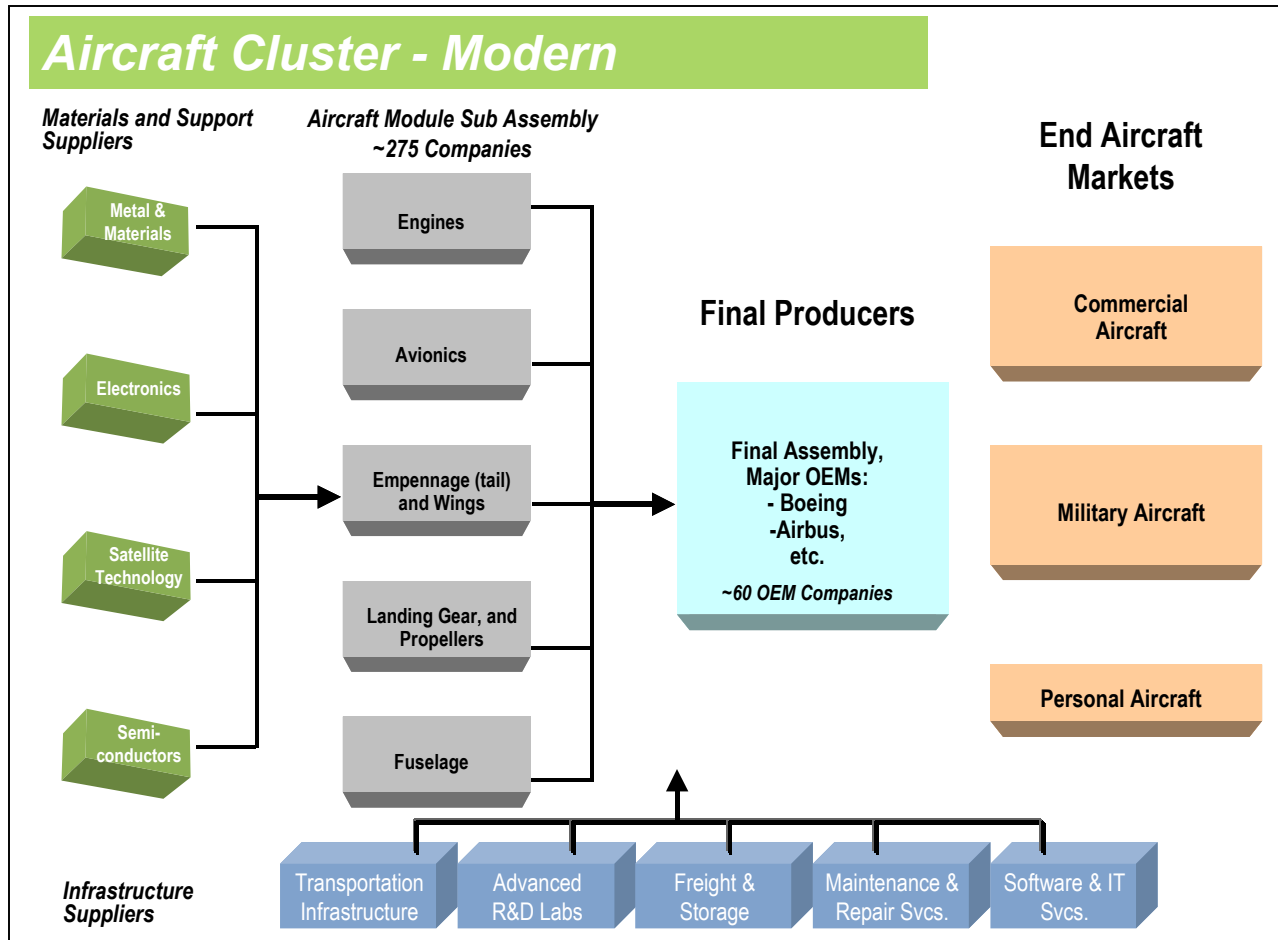 Aircraft Cluster - Modern
Materials and Support
Suppliers
Metal &
Materials
Electronics
Satellite
Technology
Semi-
conductors
Aircraft Module Sub Assembly
~275 Companies
Engines
Avionics
Empennage (tail)
and Wings
Landing Gear, and
Propellers
Fuselage
Final Producers
Final Assembly,
Major OEMs:
- Boeing
-Airbus,
etc.
~60 OEM Companies
End Aircraft
Markets
Commercial
Aircraft
Military Aircraft
Personal Aircraft
Infrastructure
Suppliers
Transportation
Infrastructure
Advanced
R&D Labs
Freight &
Storage
Maintenance &
Repair Svcs.
Software & IT
Svcs.